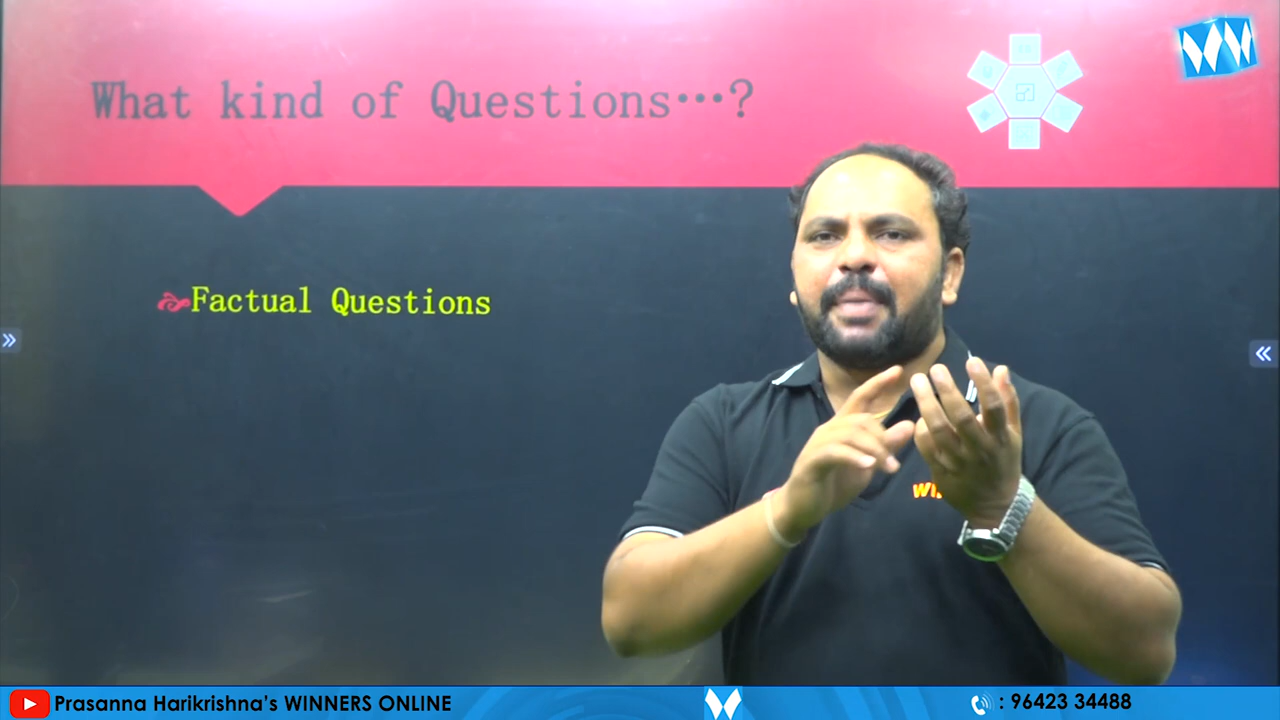 What kind of Questions…?
Factual Questions
Prasanna Harikrishna's WINNERS ONLINE
: 96423 34488